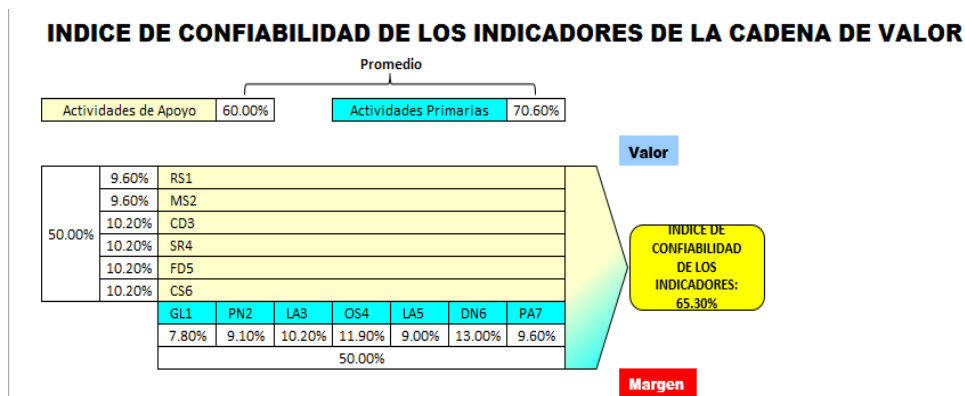 INDICE DE CONFIABILIDAD DE LOS INDICADORES DE LA CADENA DE VALOR
Promedio
Actividades de Apoyo 60.00% Actividades Primarias 70.60%
Valor
50.00%
9.60% RS1
9.60% MS2
10.20% CD3
10.20% SR4
10.20% FD5
10.20% CS6
INDICE DE
CONFIABILIDAD
DE LOS
INDICADORES:
65.30%
GL1 PN2 LA3 OS4 LA5 DN6 PA7
7.80% 9.10% 10.20% 11.90% 9.00% 13.00% 9.60%
50.00%
Margen